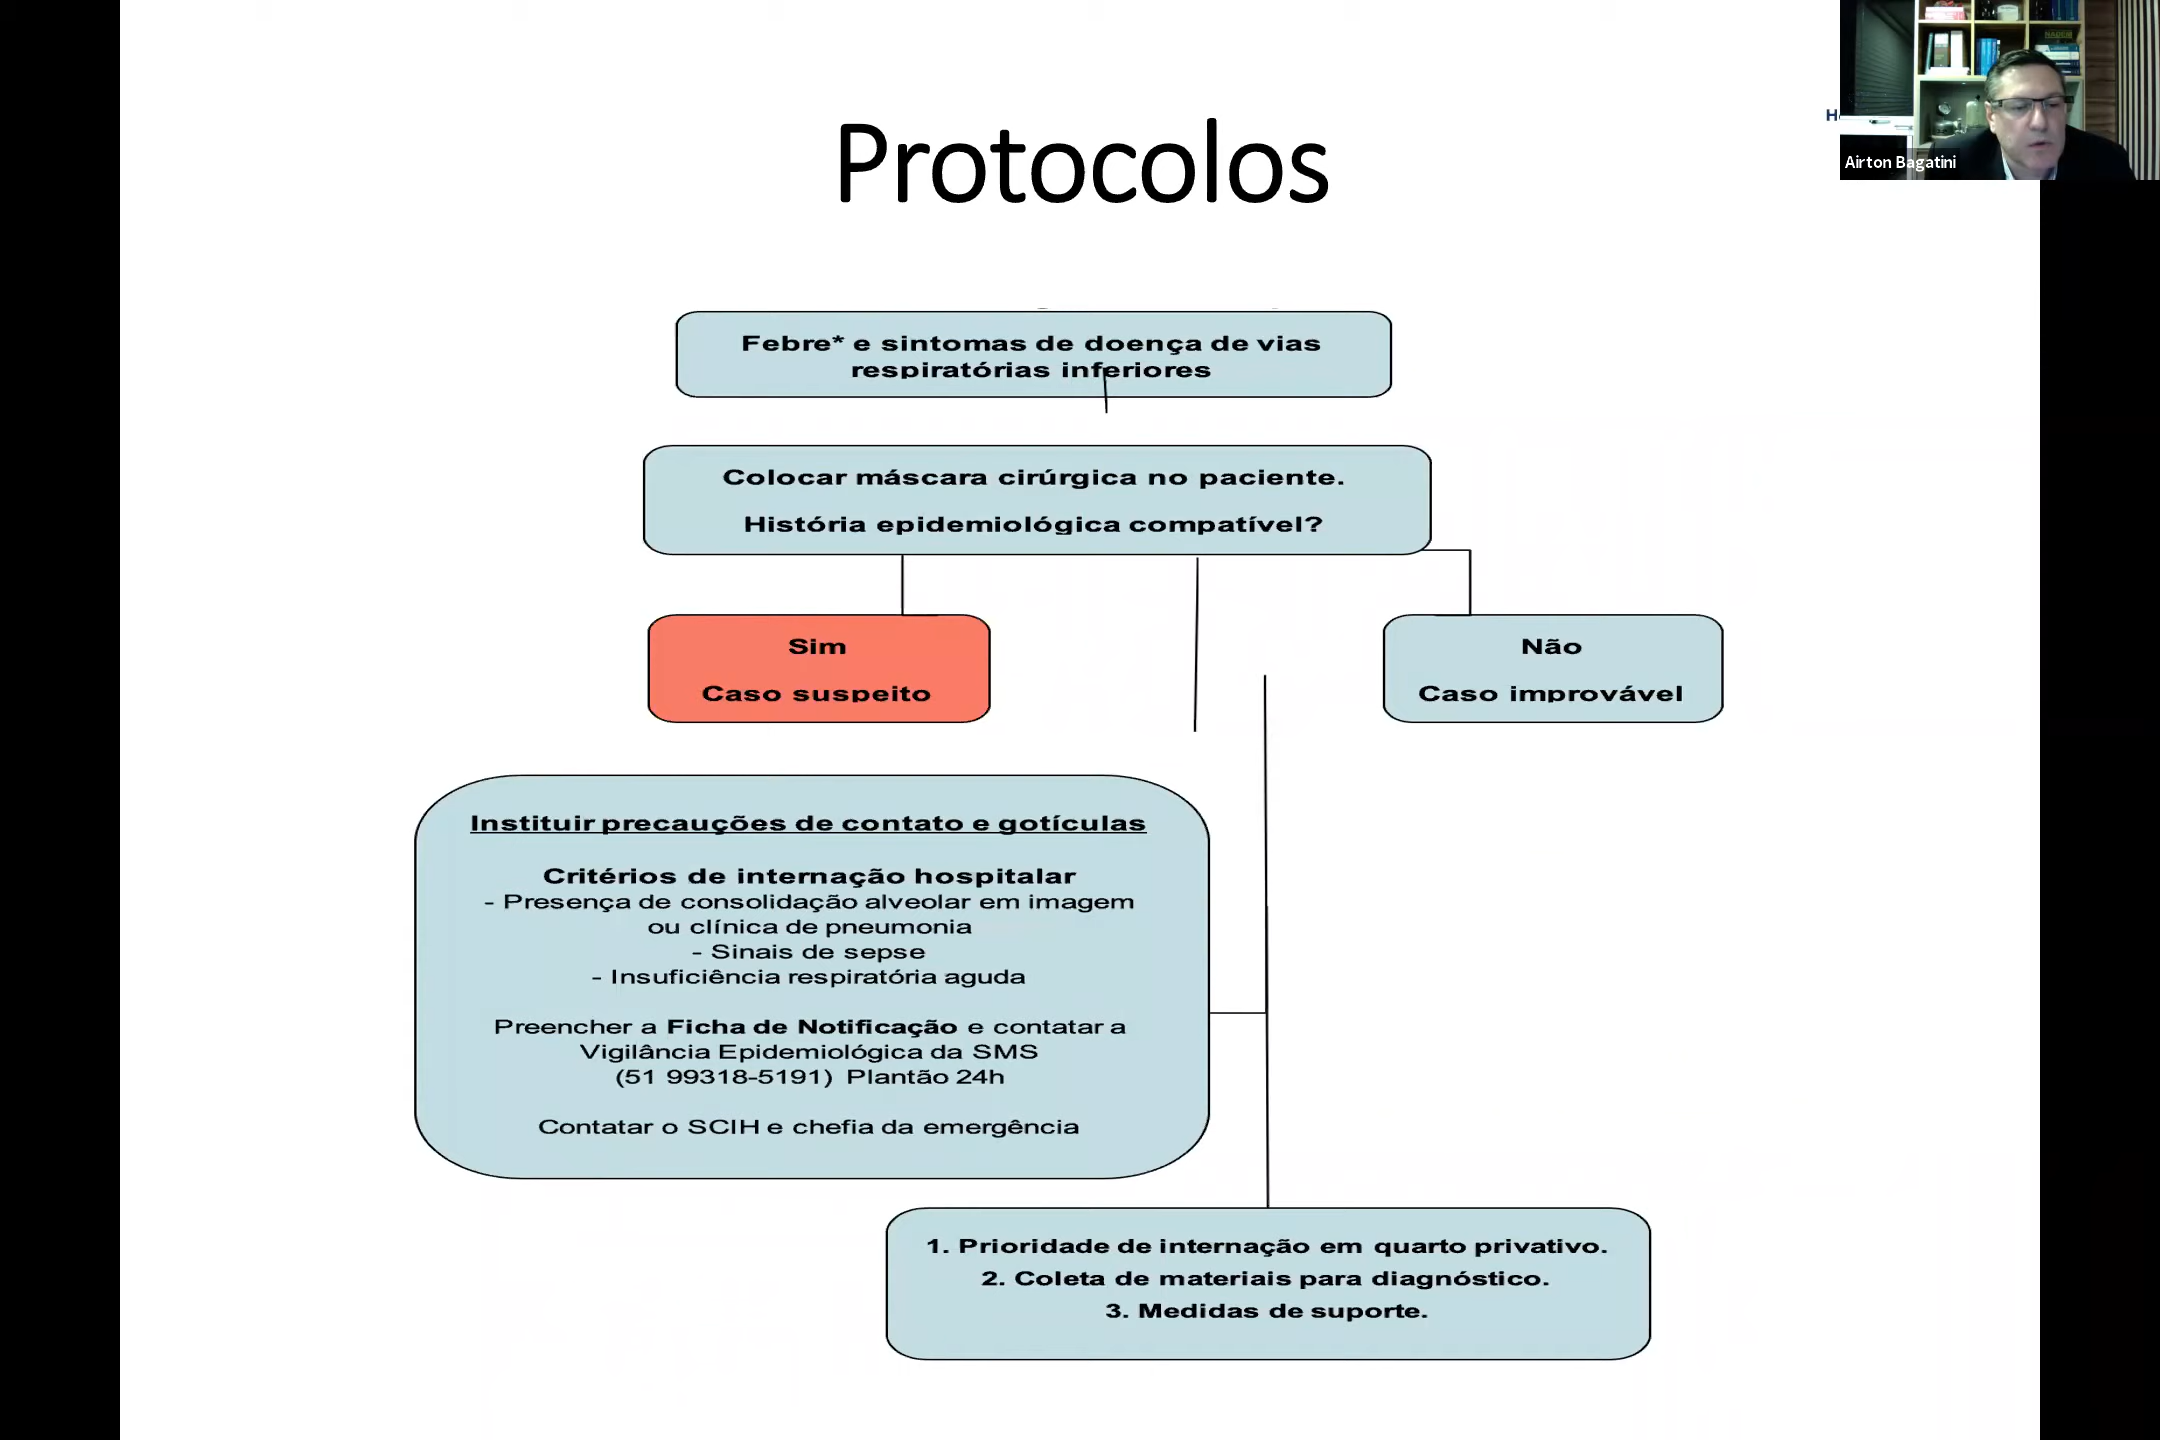 Protocolos
Airton Bagatini
Febre* e sintomas de doença de vias
respiratórias inferiores
Colocar máscara cirúrgica no paciente.
História epidemiológica compatível?
Sim
Caso suspeito
Não
Caso improvável
Instituir precauções de contato e gotículas
Critérios de internação hospitalar
- Presença de consolidação alveolar em imagem
ou clínica de pneumonia
- Sinais de sepse
- Insuficiência respiratória aguda
Preencher a Ficha de Notificação e contatar a
Vigilância Epidemiológica da SMS
(51 99318-5191) Plantão 24h
Contatar o SCIH e chefia da emergência
1. Prioridade de internação em quarto privativo.
2. Coleta de materiais para diagnóstico.
3. Medidas de suporte.